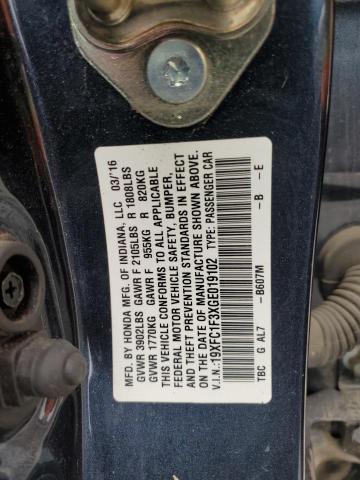 MFD. BY HONDA MFG. OF INDIANA, LLC 03/'16
GVWR 3902LBS GAWR F 2105LBS R 1808LBS
GVWR 1770KG GAWR F 955KG R 820KG
THIS VEHICLE CONFORMS TO ALL APPLICABLE
FEDERAL MOTOR VEHICLE SAFETY, BUMPER,
AND THEFT PREVENTION STANDARDS IN EFFECT
ON THE DATE OF MANUFACTURE SHOWN ABOVE.
V.I.N.:19XFC1F3XGE019102 TYPE: PASSENGER CAR
-B607M -B -E
TBC G AL7